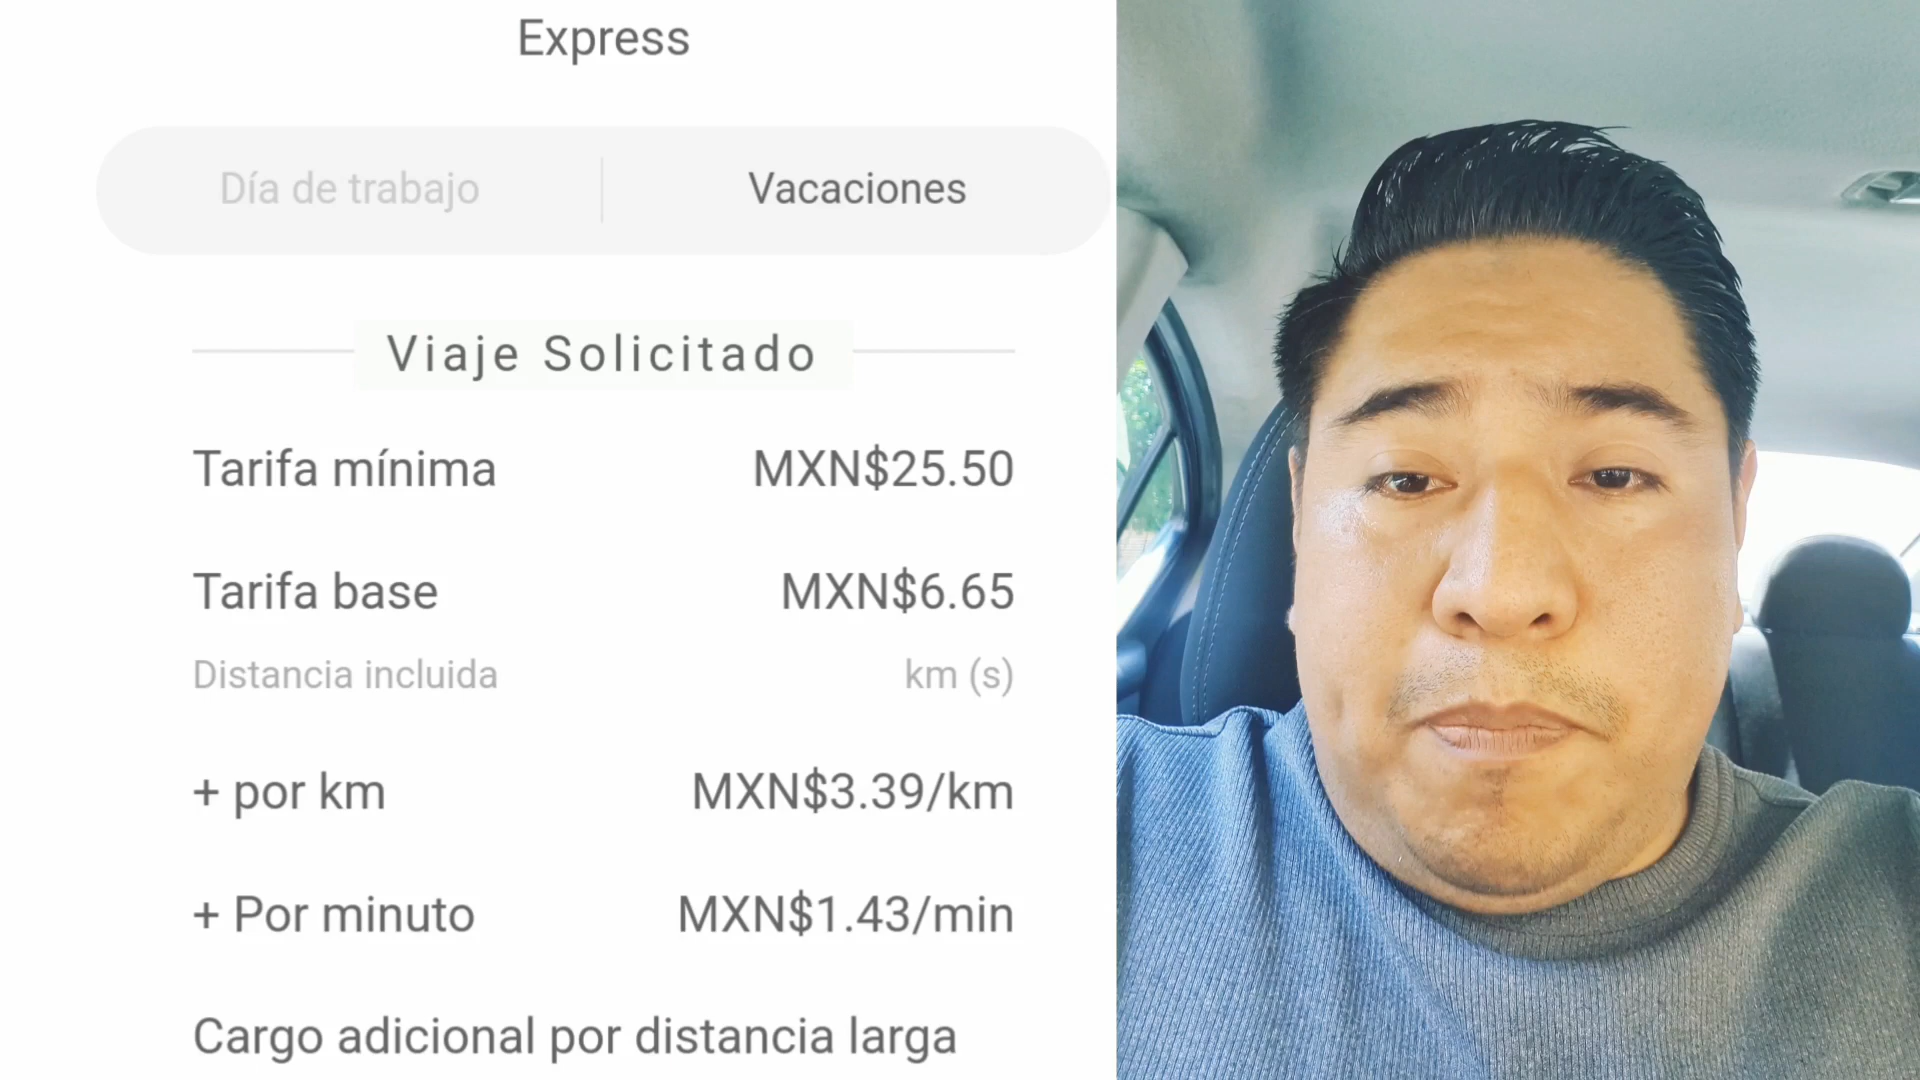 Express
Día de trabajo
Vacaciones
Viaje Solicitado
Tarifa mínima MXN$25.50
Tarifa base MXN$6.65
Distancia incluida km (s)
+ por km MXN$3.39/km
+ Por minuto MXN$1.43/min
Cargo adicional por distancia larga